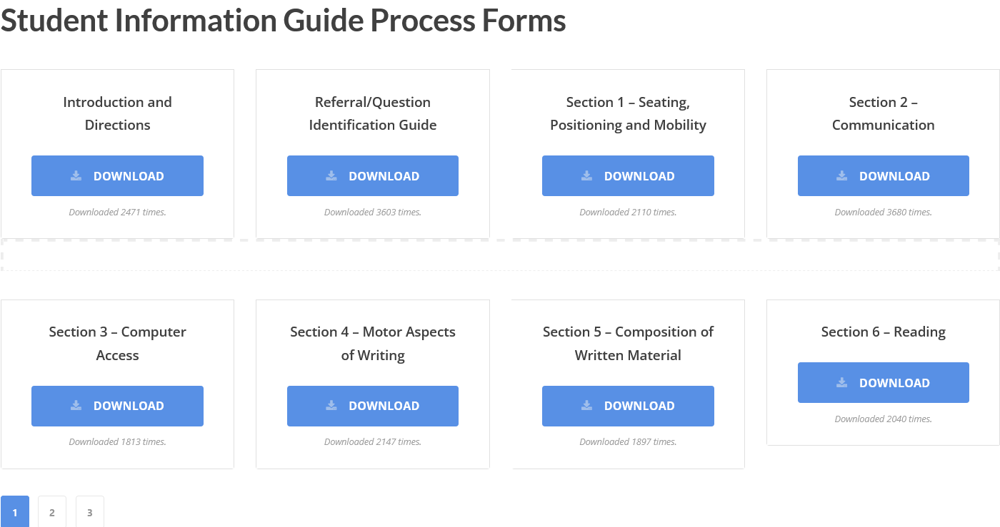 Student Information Guide Process Forms
Introduction and
Directions
DOWNLOAD
Downloaded 2471 times.
Referral/Question
Identification Guide
DOWNLOAD
Downloaded 3603 times.
Section 1 – Seating,
Positioning and Mobility
DOWNLOAD
Downloaded 2110 times.
Section 2 –
Communication
DOWNLOAD
Downloaded 3680 times.
Section 3 – Computer
Access
DOWNLOAD
Downloaded 1813 times.
Section 4 – Motor Aspects
of Writing
DOWNLOAD
Downloaded 2147 times.
Section 5 – Composition of
Written Material
DOWNLOAD
Downloaded 1897 times.
Section 6 – Reading
DOWNLOAD
Downloaded 2040 times.
1 2 3